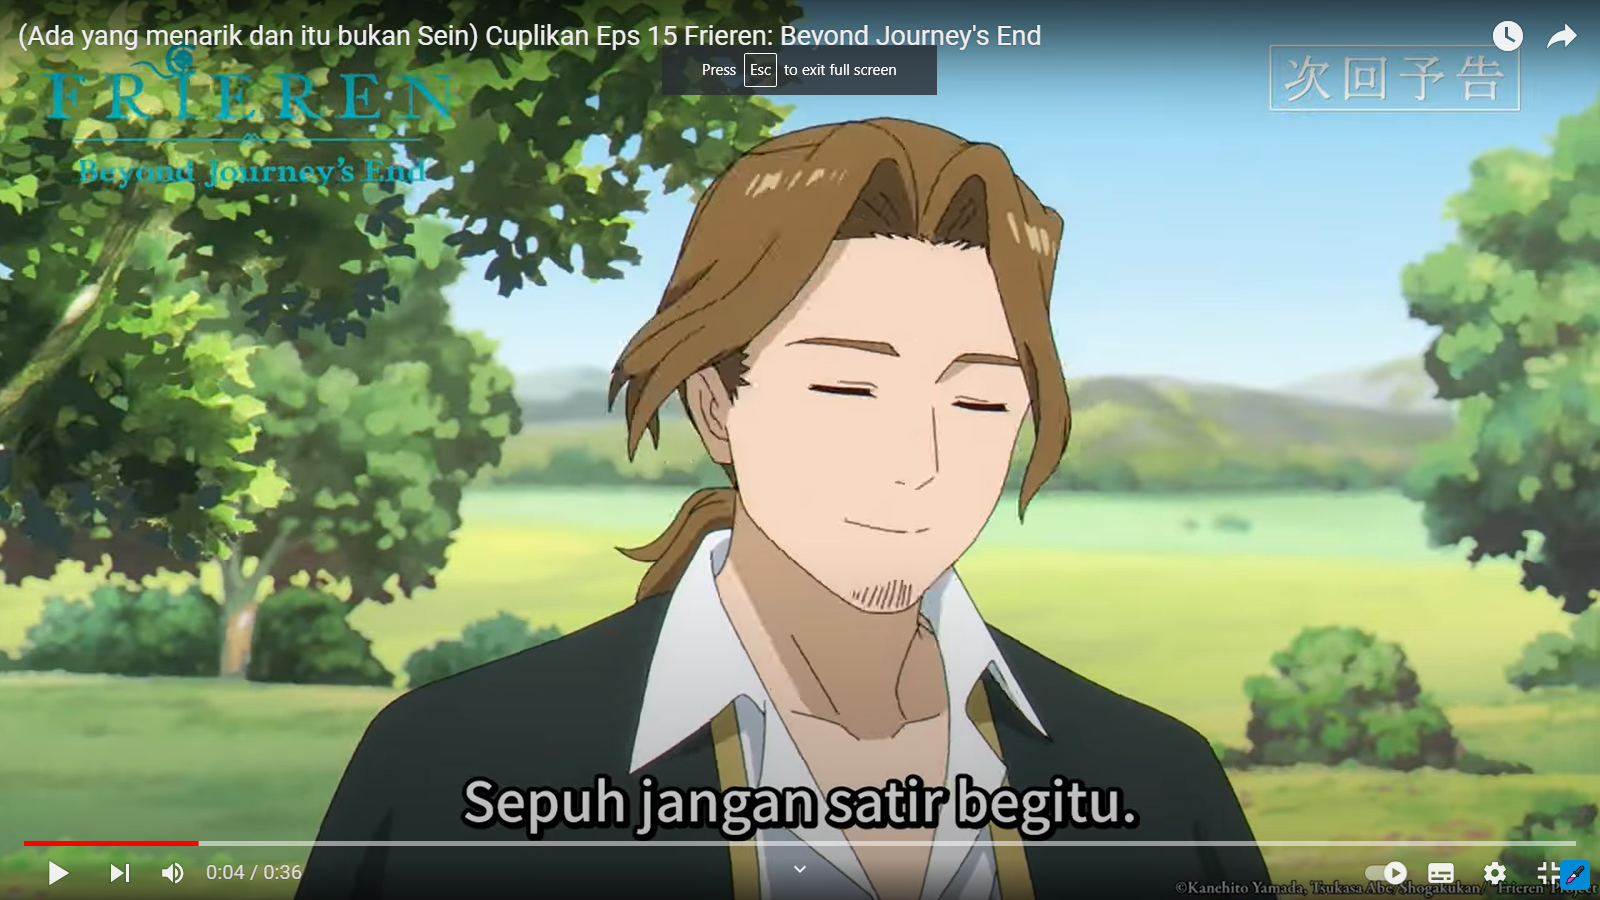 (Ada yang menarik dan itu bukan Sein) Cuplikan Eps 15 Frieren: Beyond Journey's End
Press Esc to exit full screen
FRIEREN
Beyond Journey's End
次回予告
Sepuh jangan satir begitu.
0:04 / 0:36
©Kanehito Yamada, Tsukasa Abe, Shogakukan/ "Frieren" Project